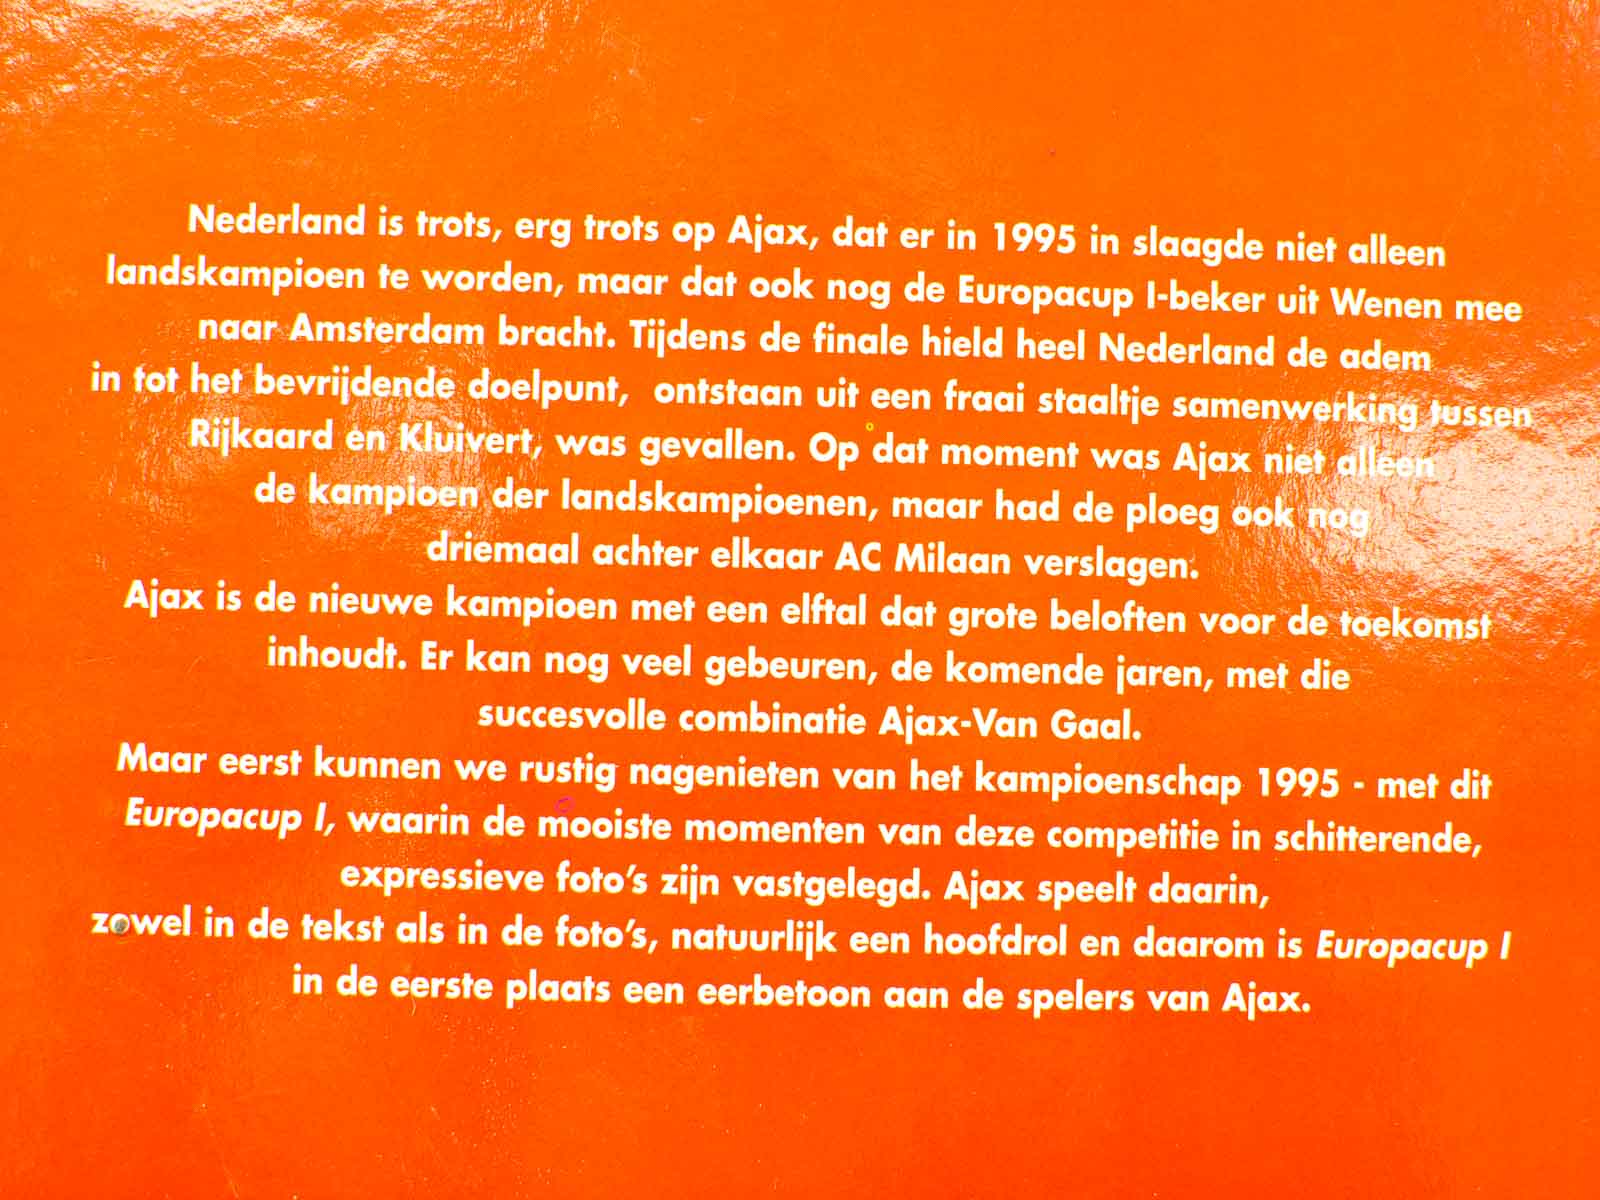 Nederland is trots, erg trots op Ajax, dat er in 1995 in slaagde niet alleen
landskampioen te worden, maar dat ook nog de Europacup I-beker uit Wenen mee
naar Amsterdam bracht. Tijdens de finale hield heel Nederland de adem
in tot het bevrijdende doelpunt, ontstaan uit een fraai staaltje samenwerking tussen
Rijkaard en Kluivert, was gevallen. Op dat moment was Ajax niet alleen
de kampioen der landskampioenen, maar had de ploeg ook nog
driemaal achter elkaar AC Milaan verslagen.
Ajax is de nieuwe kampioen met een elftal dat grote beloften voor de toekomst
inhoudt. Er kan nog veel gebeuren, de komende jaren, met die
succesvolle combinatie Ajax-Van Gaal.
Maar eerst kunnen we rustig nagenieten van het kampioenschap 1995 - met dit
Europacup I, waarin de mooiste momenten van deze competitie in schitterende,
expressieve foto's zijn vastgelegd. Ajax speelt daarin,
zowel in de tekst als in de foto's, natuurlijk een hoofdrol en daarom is Europacup I
in de eerste plaats een eerbetoon aan de spelers van Ajax.